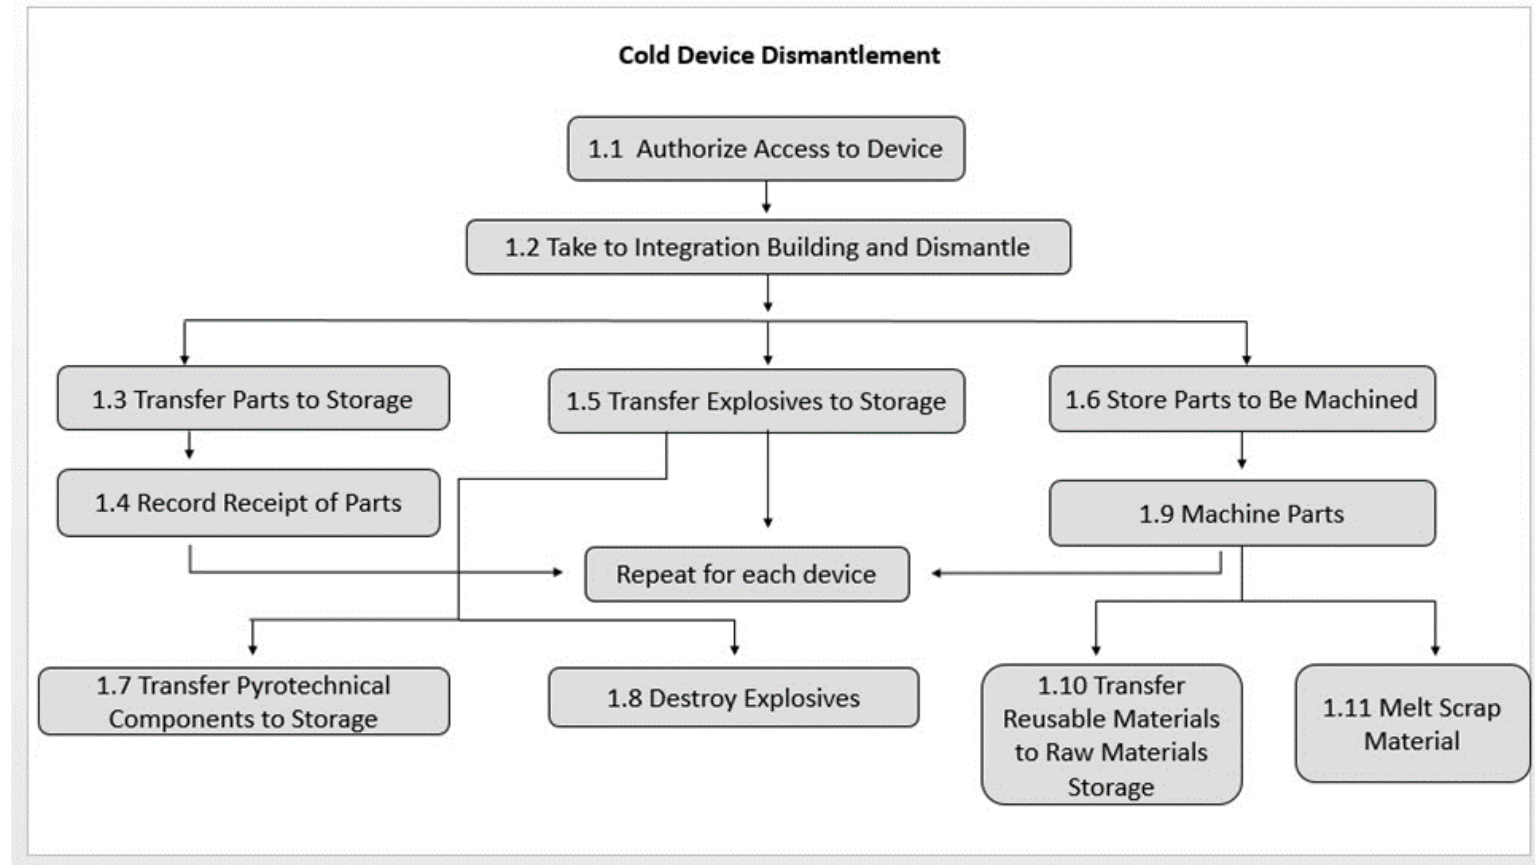 Cold Device Dismantlement
1.1 Authorize Access to Device
1.2 Take to Integration Building and Dismantle
1.3 Transfer Parts to Storage
1.5 Transfer Explosives to Storage
1.6 Store Parts to Be Machined
1.4 Record Receipt of Parts
1.9 Machine Parts
Repeat for each device
1.7 Transfer Pyrotechnical
Components to Storage
1.8 Destroy Explosives
1.10 Transfer
Reusable Materials
to Raw Materials
Storage
1.11 Melt Scrap
Material